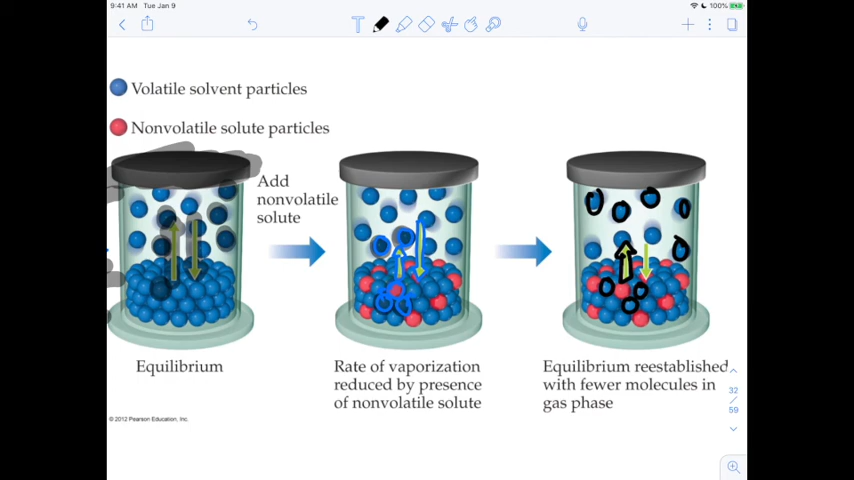 9:41 AM Tue Jan 9
100%
T
Volatile solvent particles
Nonvolatile solute particles
Add
nonvolatile
solute
Equilibrium
Rate of vaporization
reduced by presence
of nonvolatile solute
Equilibrium reestablished
with fewer molecules in
gas phase
32
/
59
© 2012 Pearson Education, Inc.